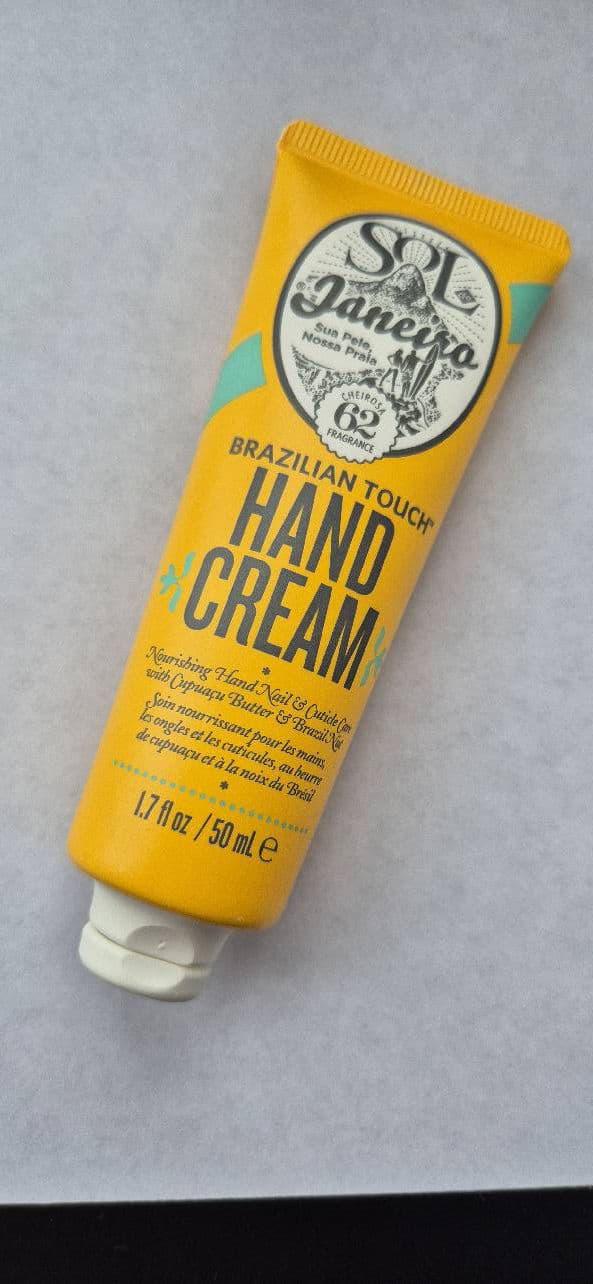 SOL
de
Janeiro
®
Sua Pele,
Nossa Praia
CHEIROSA
62
FRAGRANCE
BRAZILIAN TOUCH™
HAND
CREAM
Nourishing Hand Nail & Cuticle Care
with Cupuaçu Butter & Brazil Nut
Soin nourrissant pour les mains,
les ongles et les cuticules, au beurre
de cupuaçu et à la noix du Brésil
1.7 fl oz / 50 mL ℮